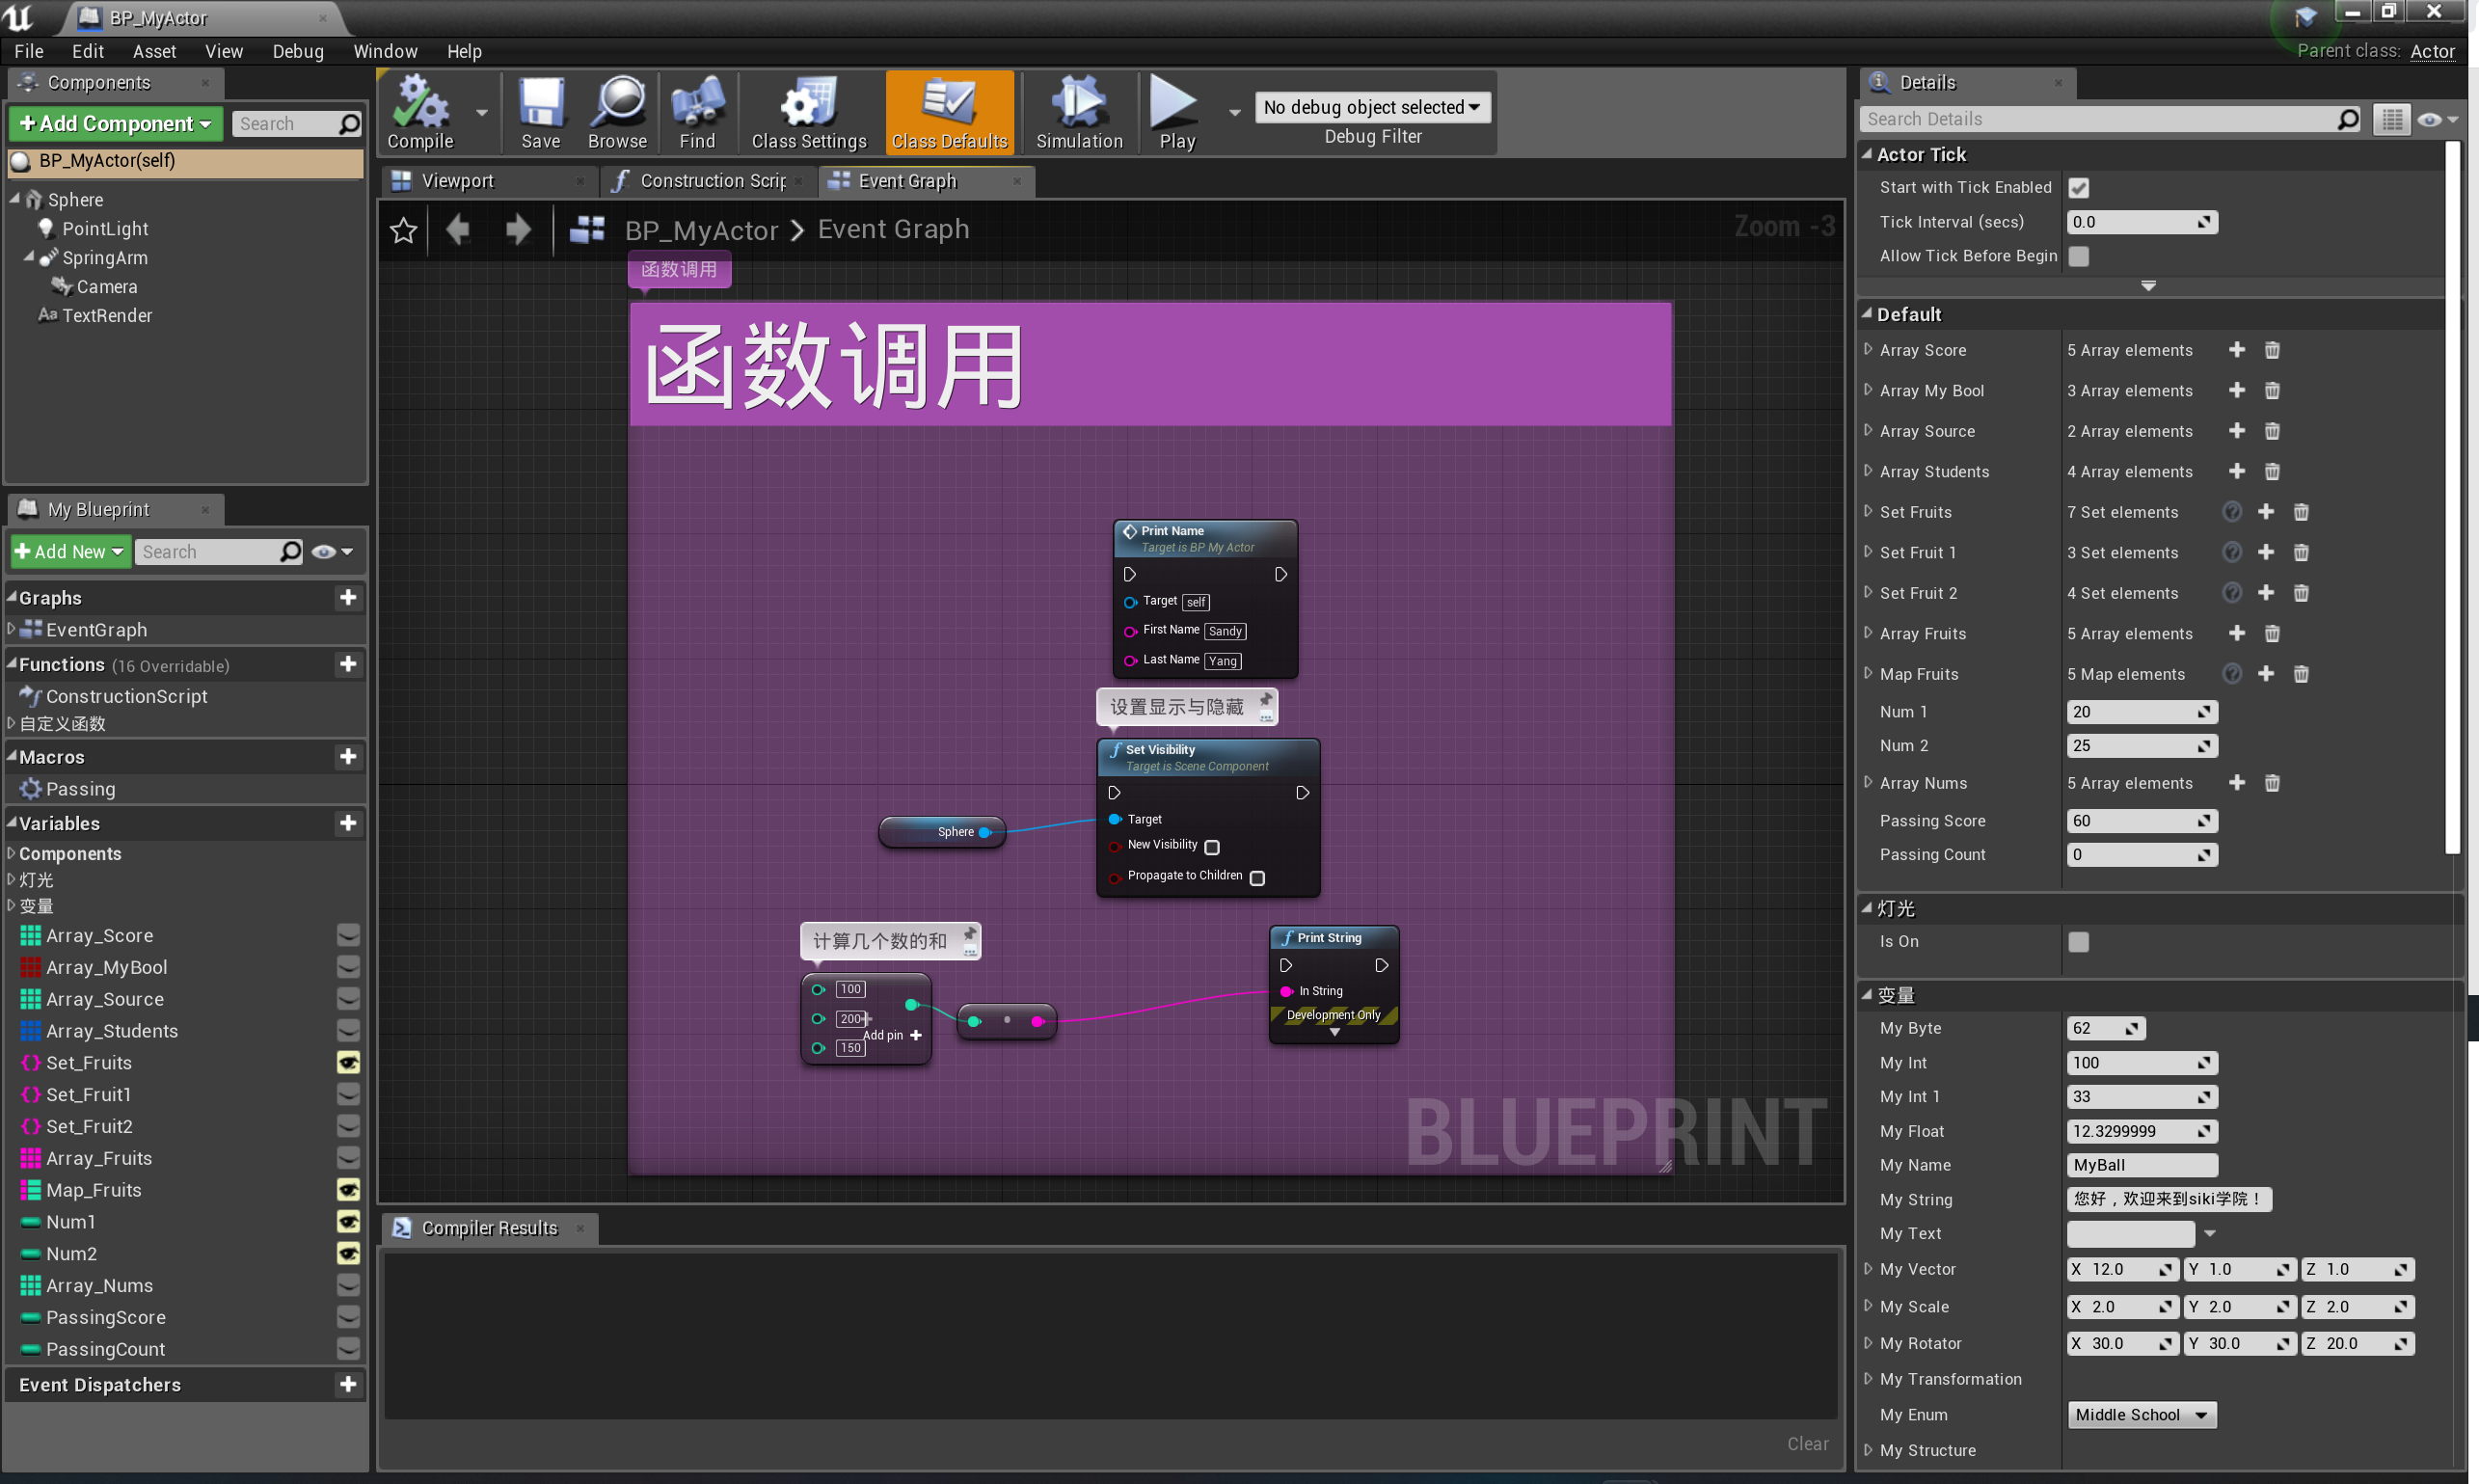 BP_MyActor
File Edit Asset View Debug Window Help
Parent class: Actor
Components
Add Component
Search
BP_MyActor(self)
Sphere
PointLight
SpringArm
Camera
TextRender
My Blueprint
Add New
Search
Graphs
EventGraph
Functions (16 Overridable)
ConstructionScript
自定义函数
Macros
Passing
Variables
Components
灯光
变量
Array_Score
Array_MyBool
Array_Source
Array_Students
Set_Fruits
Set_Fruit1
Set_Fruit2
Array_Fruits
Map_Fruits
Num1
Num2
Array_Nums
PassingScore
PassingCount
Event Dispatchers
Compile
Save
Browse
Find
Class Settings
Class Defaults
Simulation
Play
No debug object selected
Debug Filter
Viewport
Construction Scrip
Event Graph
BP_MyActor > Event Graph
Zoom -3
函数调用
函数调用
Print Name
Target is BP My Actor
Target self
First Name Sandy
Last Name Yang
设置显示与隐藏
Set Visibility
Target is Scene Component
Sphere
Target
New Visibility
Propagate to Children
计算几个数的和
100
200
150
Add pin +
Print String
In String
Development Only
BLUEPRINT
Compiler Results
Clear
Details
Search Details
Actor Tick
Start with Tick Enabled
Tick Interval (secs) 0.0
Allow Tick Before Begin
Default
Array Score 5 Array elements
Array My Bool 3 Array elements
Array Source 2 Array elements
Array Students 4 Array elements
Set Fruits 7 Set elements
Set Fruit 1 3 Set elements
Set Fruit 2 4 Set elements
Array Fruits 5 Array elements
Map Fruits 5 Map elements
Num 1 20
Num 2 25
Array Nums 5 Array elements
Passing Score 60
Passing Count 0
灯光
Is On
变量
My Byte 62
My Int 100
My Int 1 33
My Float 12.3299999
My Name MyBall
My String 您好，欢迎来到siki学院！
My Text
My Vector X 12.0 Y 1.0 Z 1.0
My Scale X 2.0 Y 2.0 Z 2.0
My Rotator X 30.0 Y 30.0 Z 20.0
My Transformation
My Enum Middle School
My Structure